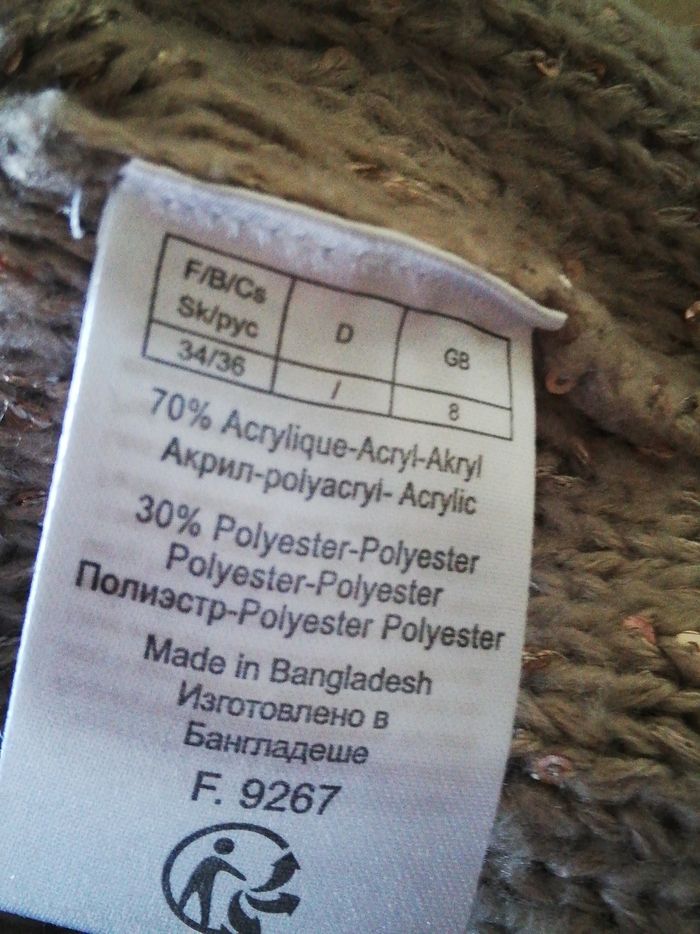 F/B/Cs D GB
Sk/рус
34/36 / 8
70% Acrylique-Acryl-Akryl
Акрил-polyacryl- Acrylic
30% Polyester-Polyester
Polyester-Polyester
Полиэстр-Polyester Polyester
Made in Bangladesh
Изготовлено в
Бангладеше
F. 9267